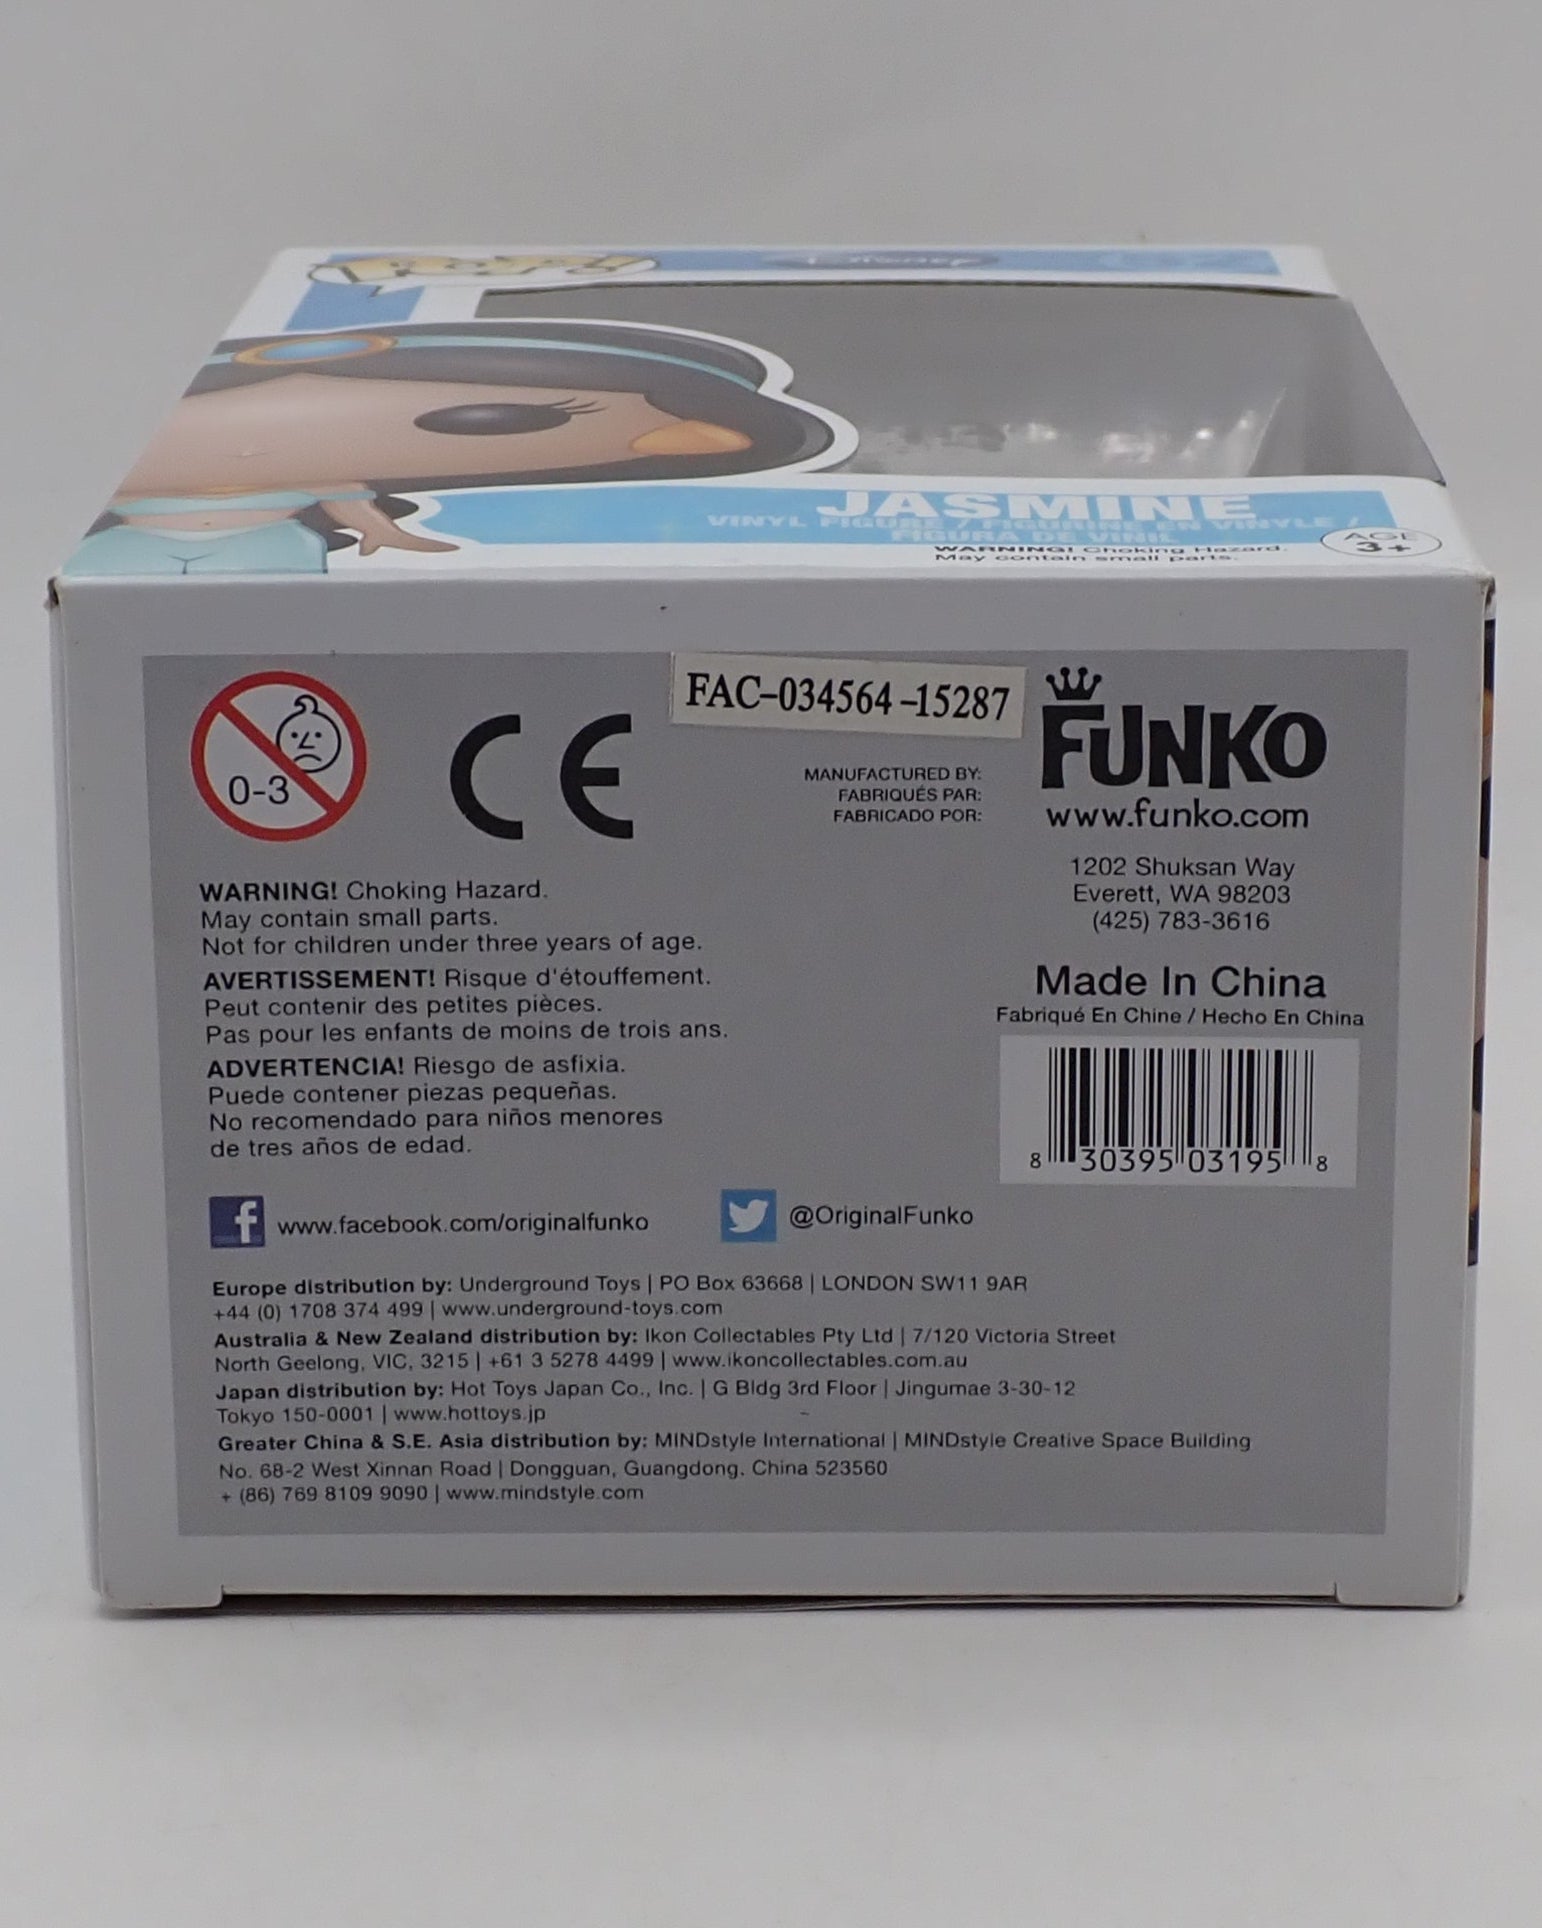 POP!
Disney
JASMINE
VINYL FIGURE / FIGURINE EN VINYLE /
FIGURA DE VINIL
WARNING! Choking Hazard.
May contain small parts.
AGE
3+
0-3
CE
FAC-034564-15287
FUNKO
MANUFACTURED BY:
FABRIQUÉS PAR:
FABRICADO POR:
www.funko.com
1202 Shuksan Way
Everett, WA 98203
(425) 783-3616
Made In China
Fabriqué En Chine / Hecho En China
8 30395 03195 8
WARNING! Choking Hazard.
May contain small parts.
Not for children under three years of age.
AVERTISSEMENT! Risque d'étouffement.
Peut contenir des petites pièces.
Pas pour les enfants de moins de trois ans.
ADVERTENCIA! Riesgo de asfixia.
Puede contener piezas pequeñas.
No recomendado para niños menores
de tres años de edad.
f www.facebook.com/originalfunko
@OriginalFunko
Europe distribution by: Underground Toys | PO Box 63668 | LONDON SW11 9AR
+44 (0) 1708 374 499 | www.underground-toys.com
Australia & New Zealand distribution by: Ikon Collectables Pty Ltd | 7/120 Victoria Street
North Geelong, VIC, 3215 | +61 3 5278 4499 | www.ikoncollectables.com.au
Japan distribution by: Hot Toys Japan Co., Inc. | G Bldg 3rd Floor | Jingumae 3-30-12
Tokyo 150-0001 | www.hottoys.jp
Greater China & S.E. Asia distribution by: MINDstyle International | MINDstyle Creative Space Building
No. 68-2 West Xinnan Road | Dongguan, Guangdong, China 523560
+ (86) 769 8109 9090 | www.mindstyle.com